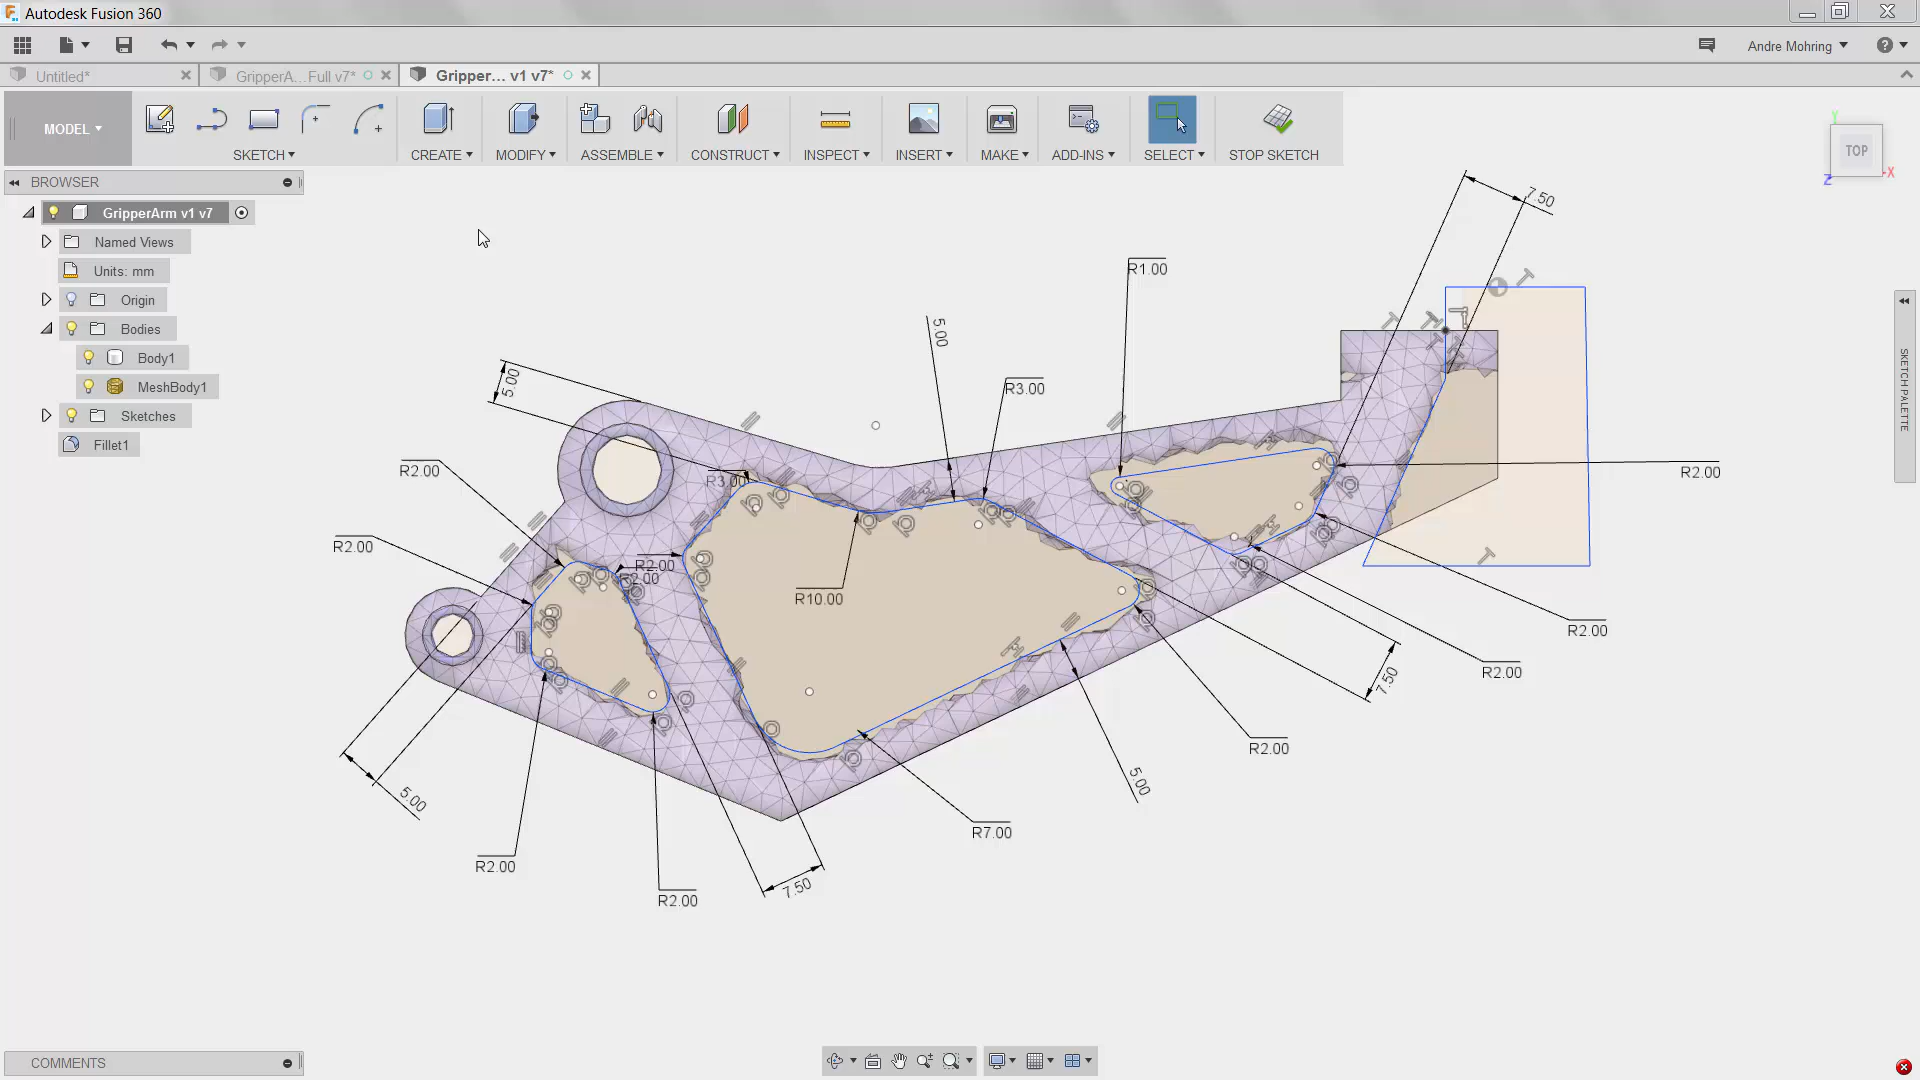 Autodesk Fusion 360
Andre Mohring
Untitled*
GripperA...Full v7*
Gripper... v1 v7*
MODEL
SKETCH
CREATE
MODIFY
ASSEMBLE
CONSTRUCT
INSPECT
INSERT
MAKE
ADD-INS
SELECT
STOP SKETCH
TOP
Y
X
Z
BROWSER
GripperArm v1 v7
Named Views
Units: mm
Origin
Bodies
Body1
MeshBody1
Sketches
Fillet1
SKETCH PALETTE
7.50
R1.00
5.00
5.00
R3.00
R2.00
R3.00
R2.00
R2.00
R2.00
R2.00
R10.00
R2.00
7.50
R2.00
R2.00
5.00
5.00
R7.00
R2.00
7.50
R2.00
COMMENTS